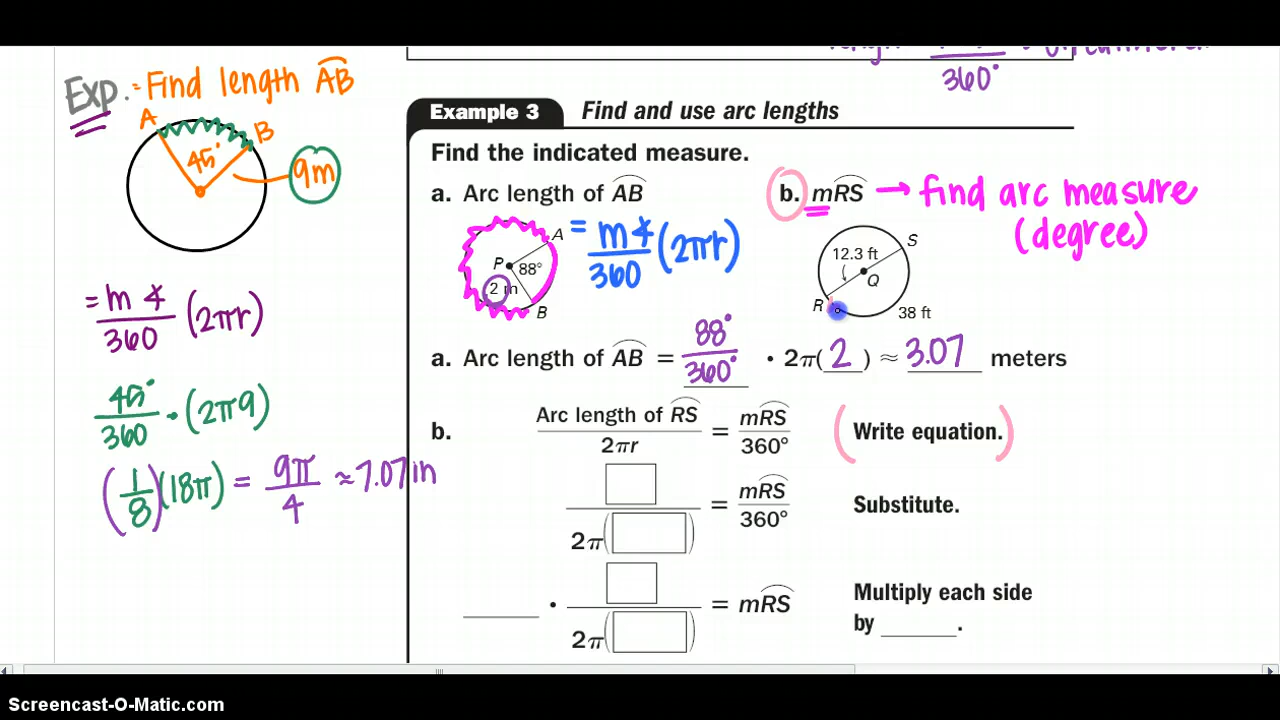 360°
Exp. = Find length AB
A
B
45°
9m
= m∡/360 (2πr)
45°/360 · (2π9)
(1/8)(18π) = 9π/4 ≈ 7.07 in
Example 3 Find and use arc lengths
Find the indicated measure.
a. Arc length of AB
= m∡/360 (2πr)
A
P
88°
2 m
B
b. mRS → find arc measure
(degree)
S
12.3 ft
Q
R
38 ft
a. Arc length of AB = 88°/360° · 2π(2) ≈ 3.07 meters
b. Arc length of RS/2πr = mRS/360° (Write equation.)
/2π( ) = mRS/360° Substitute.
____ · /2π( ) = mRS Multiply each side
by ____.
Screencast-O-Matic.com